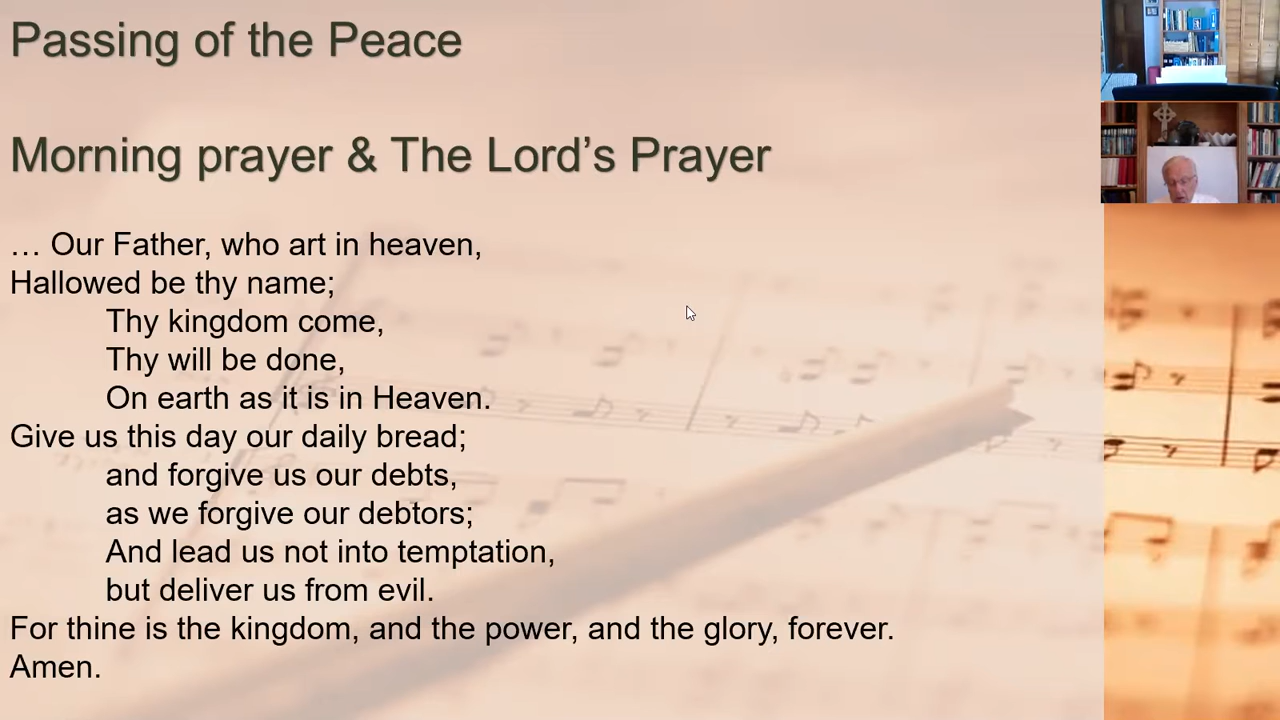 Passing of the Peace
Morning prayer & The Lord’s Prayer
… Our Father, who art in heaven,
Hallowed be thy name;
Thy kingdom come,
Thy will be done,
On earth as it is in Heaven.
Give us this day our daily bread;
and forgive us our debts,
as we forgive our debtors;
And lead us not into temptation,
but deliver us from evil.
For thine is the kingdom, and the power, and the glory, forever.
Amen.